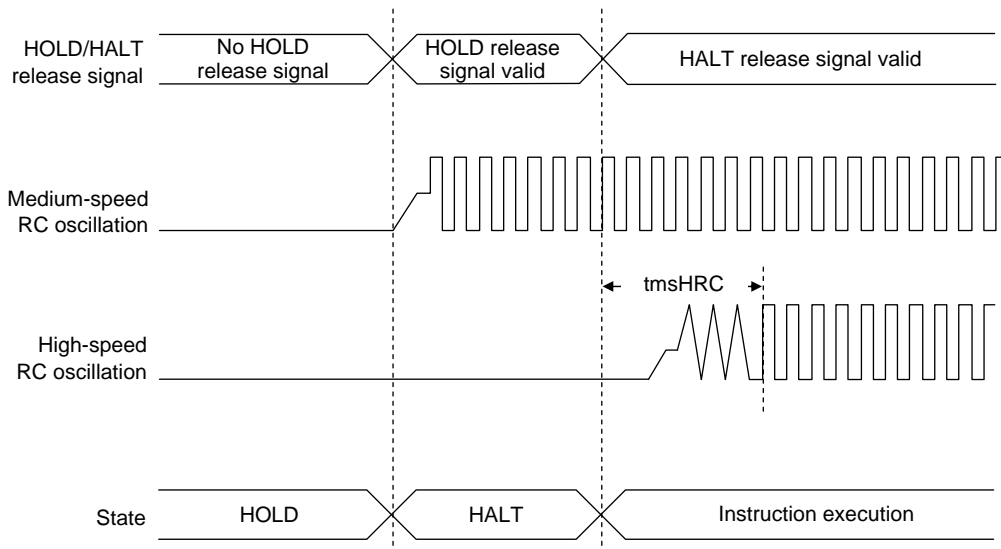 HOLD/HALT
release signal
No HOLD
release signal
HOLD release
signal valid
HALT release signal valid
Medium-speed
RC oscillation
tmsHRC
High-speed
RC oscillation
State
HOLD
HALT
Instruction execution